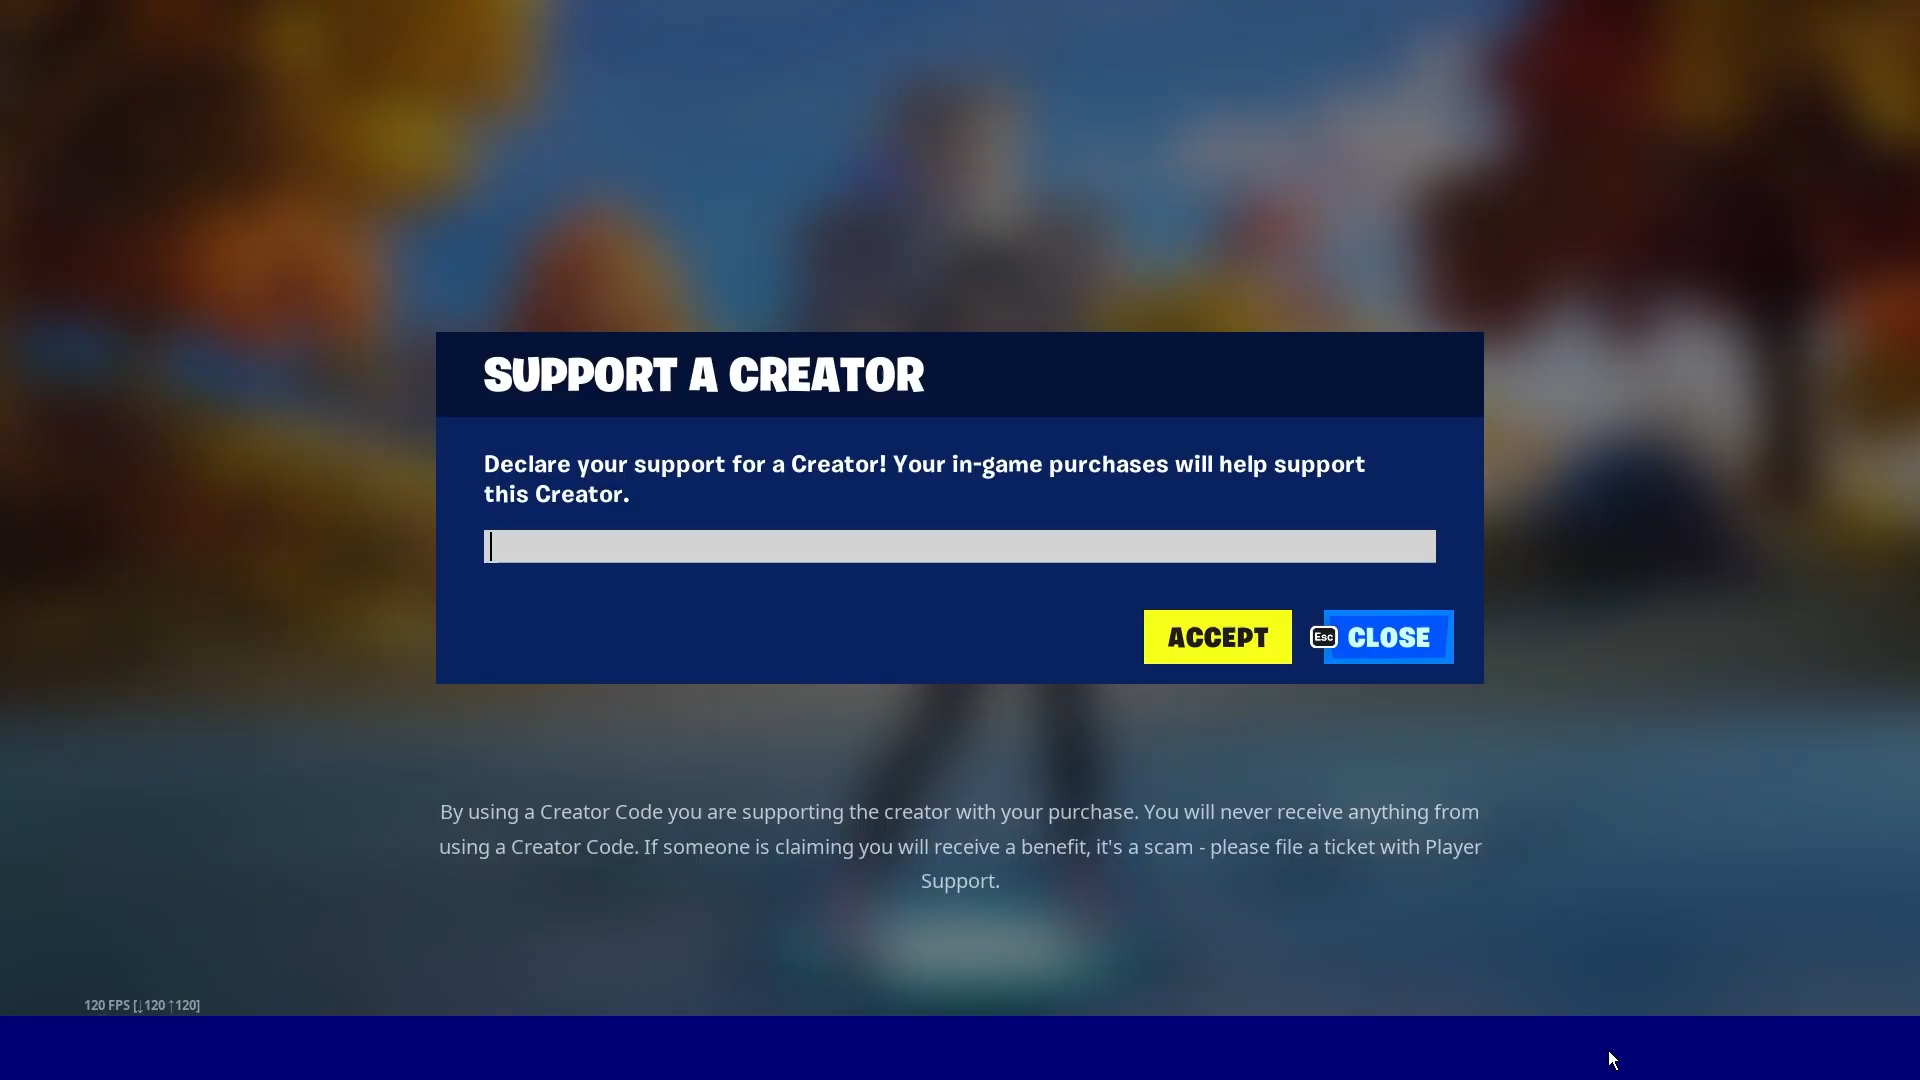 SUPPORT A CREATOR
Declare your support for a Creator! Your in-game purchases will help support
this Creator.
ACCEPT
Esc
CLOSE
By using a Creator Code you are supporting the creator with your purchase. You will never receive anything from
using a Creator Code. If someone is claiming you will receive a benefit, it's a scam - please file a ticket with Player
Support.
120 FPS [↓120 ↑120]